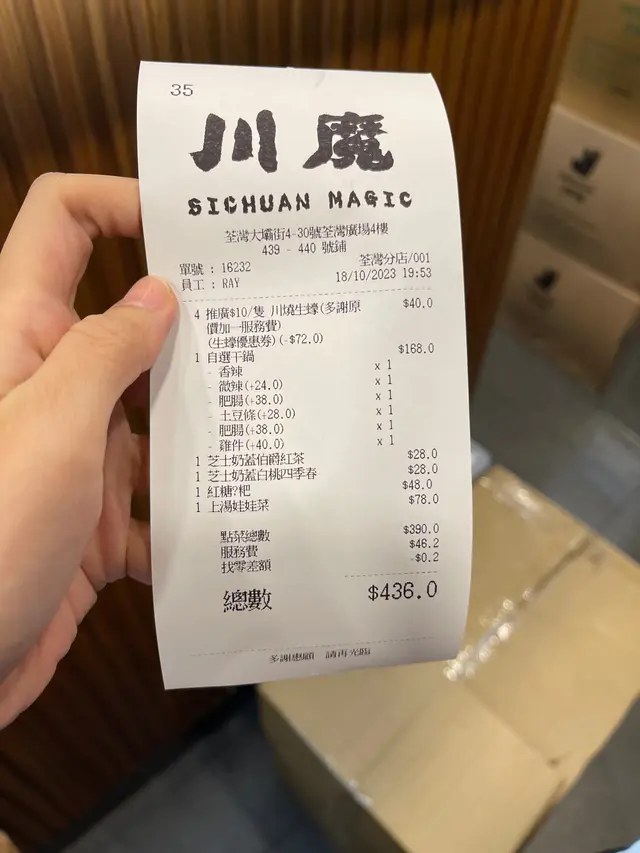 35
川魔
SICHUAN MAGIC
荃灣大壩街4-30號荃灣廣場4樓
439 - 440 號鋪
單號 : 16232 荃灣分店/001
員工 : RAY 18/10/2023 19:53
4 推廣$10/隻 川燒生蠔(多謝原 $40.0
價加一服務費)
(生蠔優惠券)(-$72.0)
1 自選干鍋 $168.0
- 香辣 x 1
- 微辣(+24.0) x 1
- 肥腸(+38.0) x 1
- 土豆條(+28.0) x 1
- 肥腸(+38.0) x 1
- 雞件(+40.0) x 1
1 芝士奶蓋伯爵紅茶 $28.0
1 芝士奶蓋白桃四季春 $28.0
1 紅糖?粑 $48.0
1 上湯娃娃菜 $78.0
點菜總數 $390.0
服務費 $46.2
找零差額 -$0.2
總數 $436.0
多謝惠顧 請再光臨